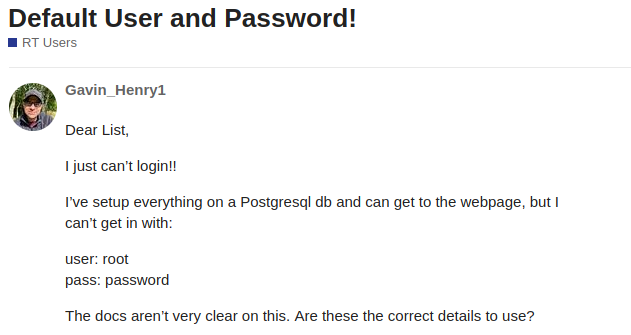 Default User and Password!
RT Users
Gavin_Henry1
Dear List,
I just can’t login!!
I’ve setup everything on a Postgresql db and can get to the webpage, but I
can’t get in with:
user: root
pass: password
The docs aren’t very clear on this. Are these the correct details to use?